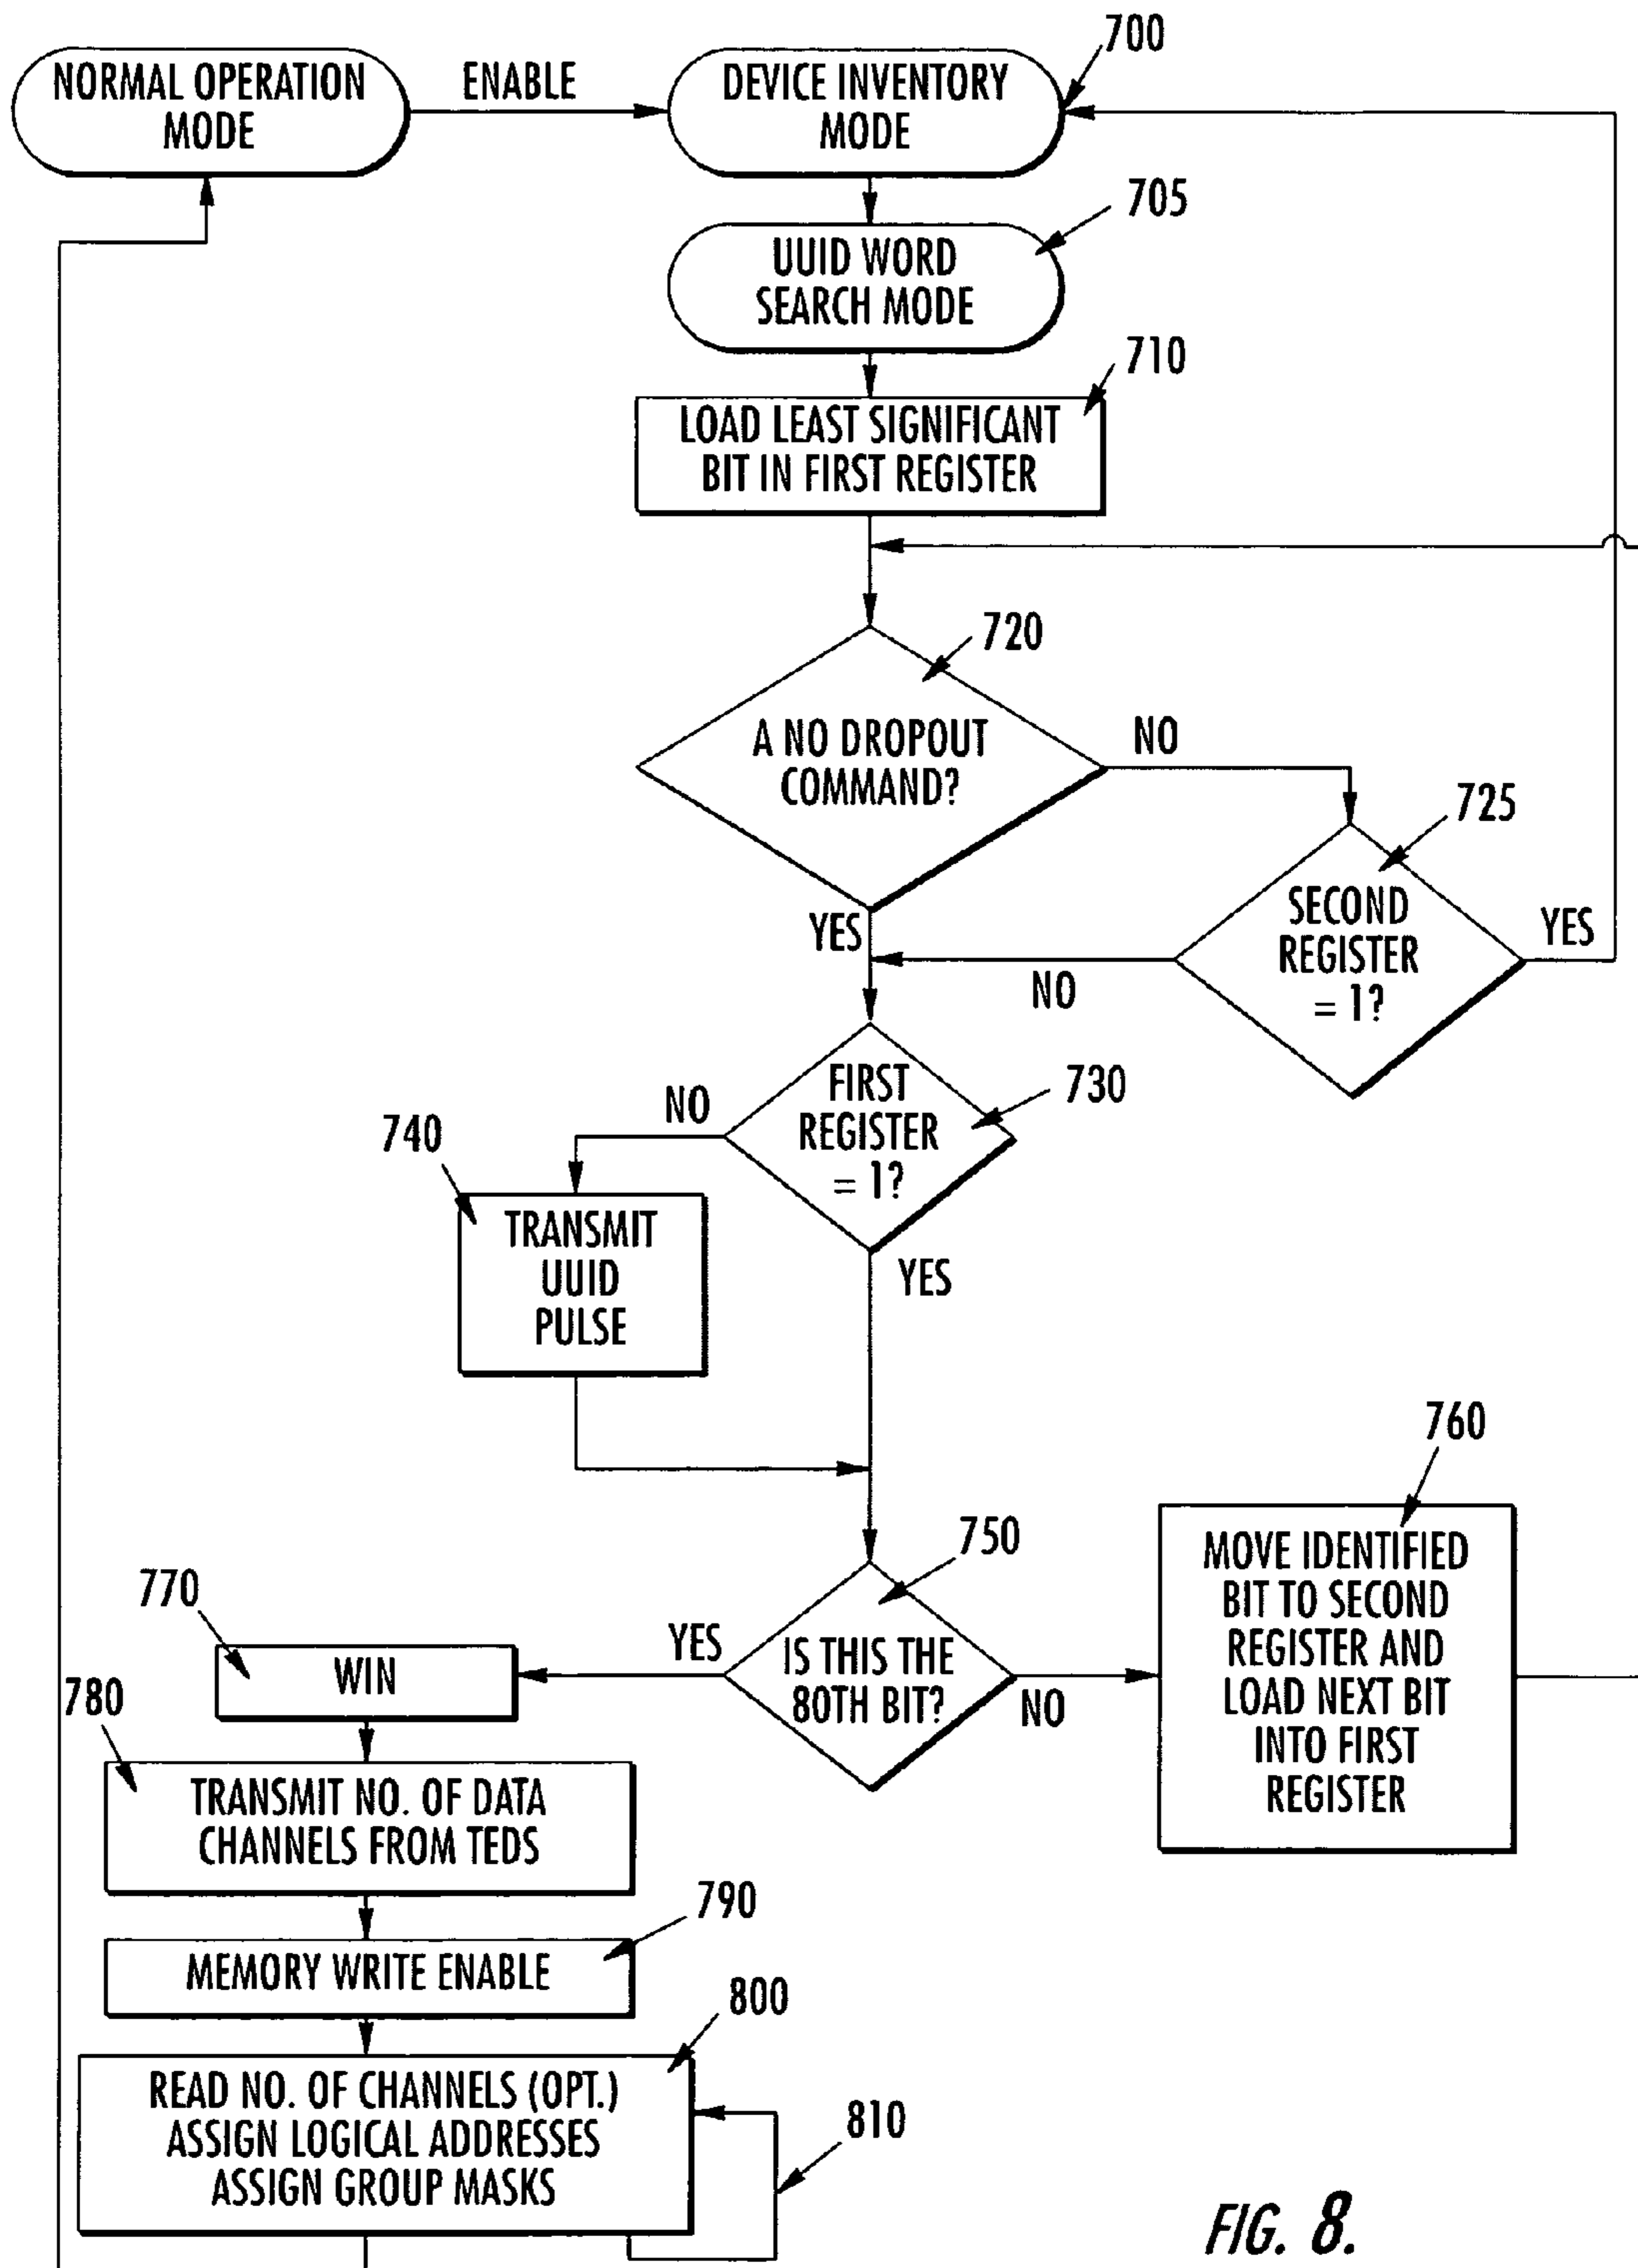 700
NORMAL OPERATION
MODE
ENABLE
DEVICE INVENTORY
MODE
705
UUID WORD
SEARCH MODE
710
LOAD LEAST SIGNIFICANT
BIT IN FIRST REGISTER
720
A NO DROPOUT
COMMAND?
NO
YES
725
SECOND
REGISTER
= 1?
YES
NO
730
FIRST
REGISTER
= 1?
NO
YES
740
TRANSMIT
UUID
PULSE
750
IS THIS THE
80TH BIT?
YES
NO
760
MOVE IDENTIFIED
BIT TO SECOND
REGISTER AND
LOAD NEXT BIT
INTO FIRST
REGISTER
770
WIN
780
TRANSMIT NO. OF DATA
CHANNELS FROM TEDS
790
MEMORY WRITE ENABLE
800
READ NO. OF CHANNELS (OPT.)
ASSIGN LOGICAL ADDRESSES
ASSIGN GROUP MASKS
810
FIG. 8.